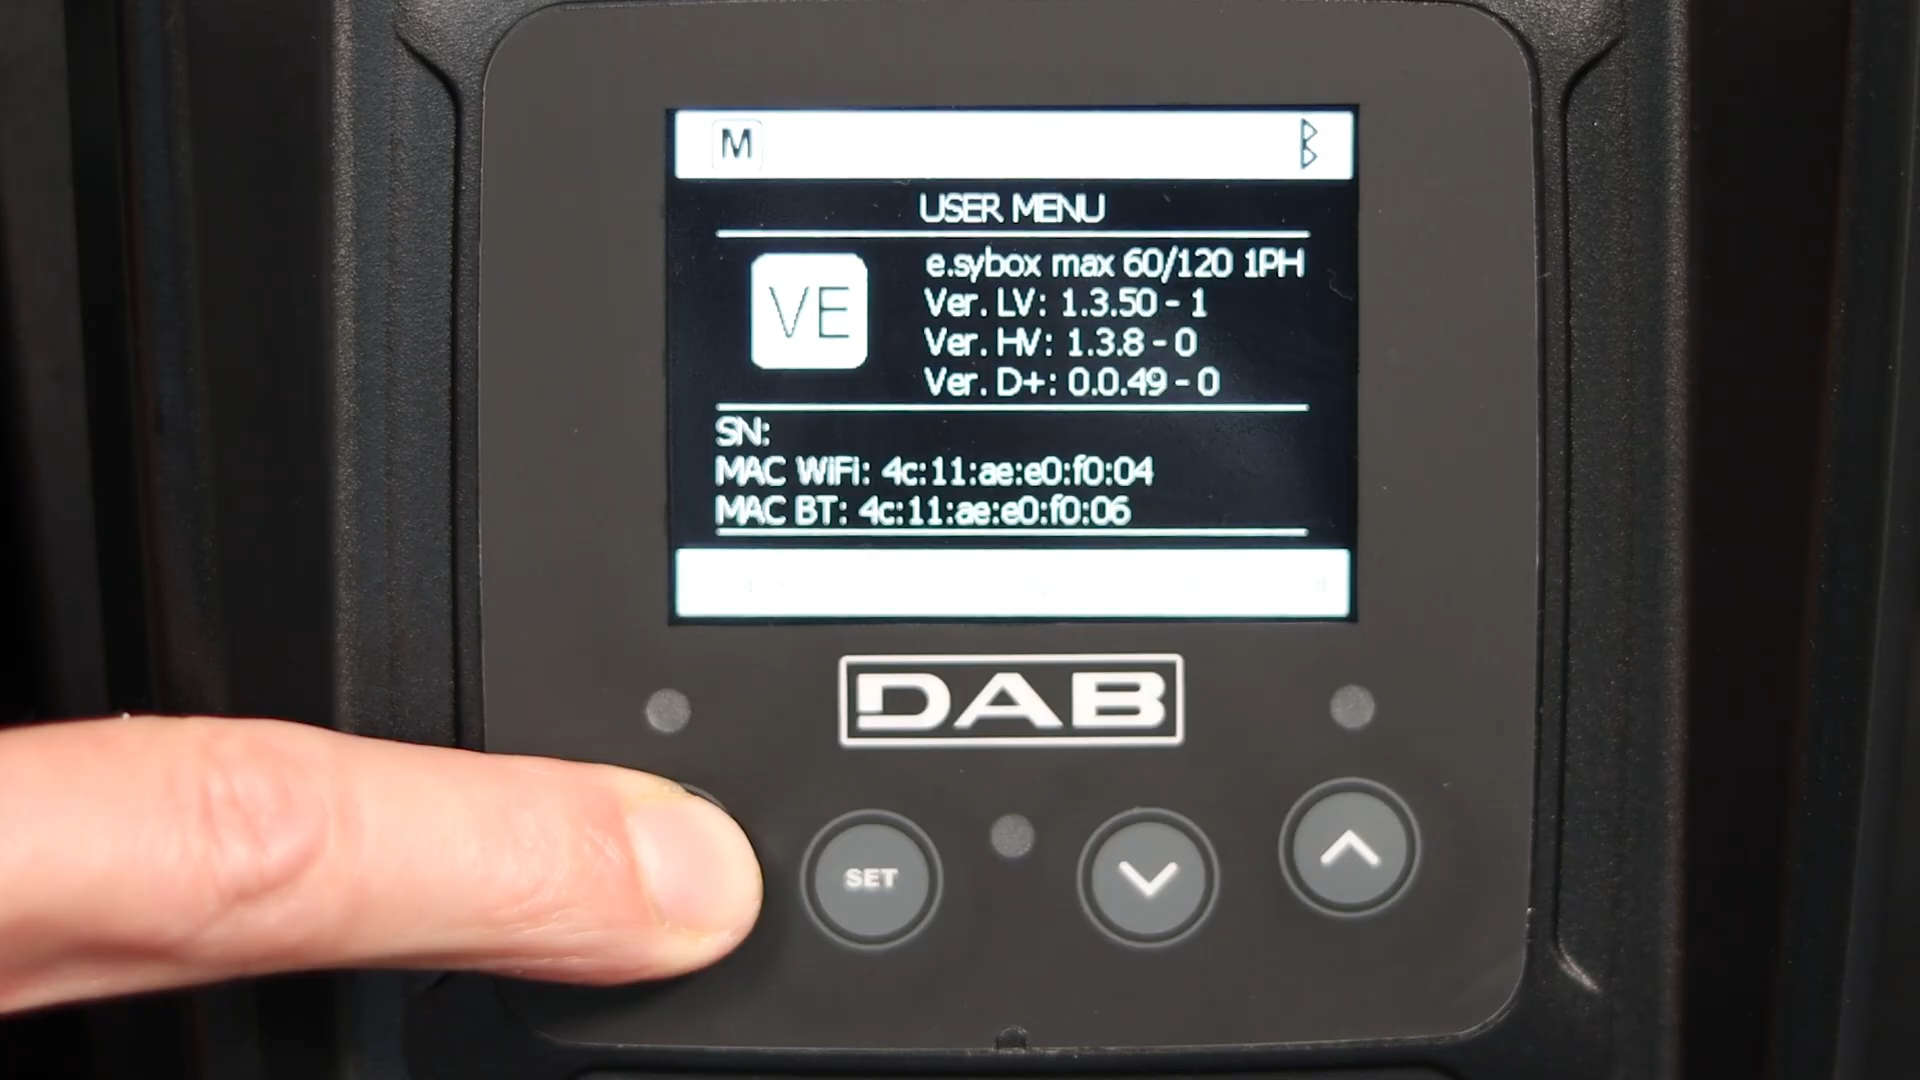 M
USER MENU
VE
e.sybox max 60/120 1PH
Ver. LV: 1.3.50 - 1
Ver. HV: 1.3.8 - 0
Ver. D+: 0.0.49 - 0
SN:
MAC WiFi: 4c:11:ae:e0:f0:04
MAC BT: 4c:11:ae:e0:f0:06
DAB
SET